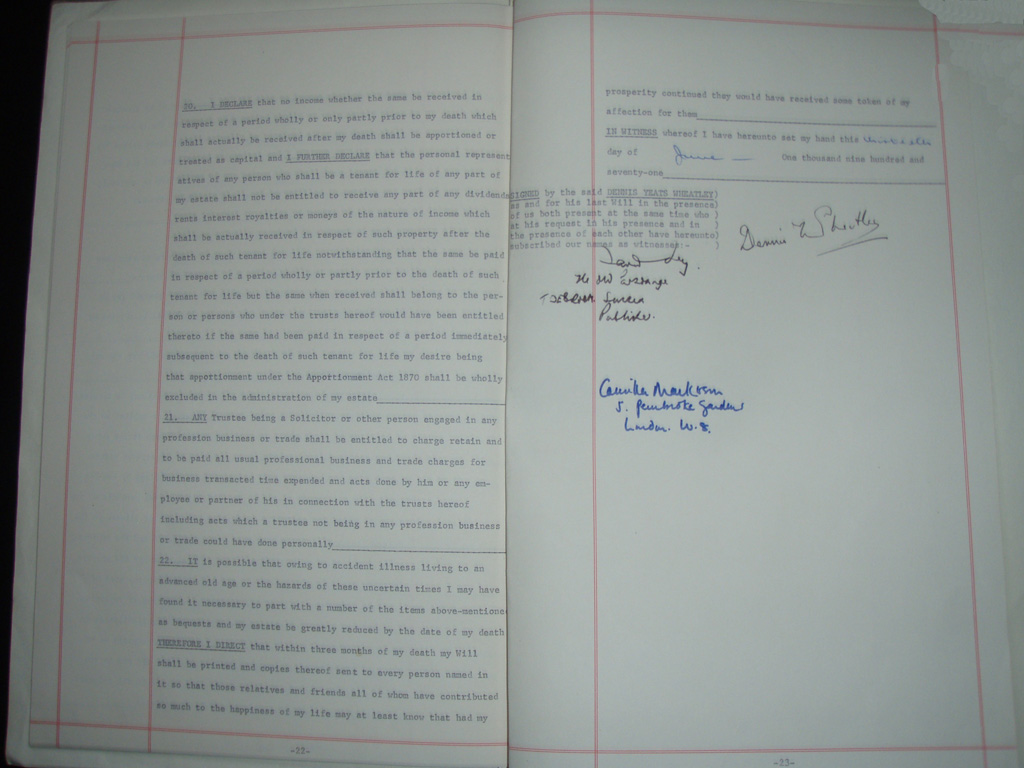 20. I DECLARE that no income whether the same be received in
respect of a period wholly or only partly prior to my death which
shall actually be received after my death shall be apportioned or
treated as capital and I FURTHER DECLARE that the personal represent
atives of any person who shall be a tenant for life of any part of
my estate shall not be entitled to receive any part of any dividends
rents interest royalties or moneys of the nature of income which
shall be actually received in respect of such property after the
death of such tenant for life notwithstanding that the same be paid
in respect of a period wholly or partly prior to the death of such
tenant for life but the same when received shall belong to the per-
son or persons who under the trusts hereof would have been entitled
thereto if the same had been paid in respect of a period immediately
subsequent to the death of such tenant for life my desire being
that apportionment under the Apportionment Act 1870 shall be wholly
excluded in the administration of my estate
21. ANY Trustee being a Solicitor or other person engaged in any
profession business or trade shall be entitled to charge retain and
to be paid all usual professional business and trade charges for
business transacted time expended and acts done by him or any em-
ployee or partner of his in connection with the trusts hereof
including acts which a trustee not being in any profession business
or trade could have done personally
22. IT is possible that owing to accident illness living to an
advanced old age or the hazards of these uncertain times I may have
found it necessary to part with a number of the items above-mentione
as bequests and my estate be greatly reduced by the date of my death
THEREFORE I DIRECT that within three months of my death my Will
shall be printed and copies thereof sent to every person named in
it so that those relatives and friends all of whom have contributed
so much to the happiness of my life may at least know that had my
-22-
prosperity continued they would have received some token of my
affection for them
IN WITNESS whereof I have hereunto set my hand this
day of June One thousand nine hundred and
seventy-one
SIGNED by the said DENNIS YEATS WHEATLEY)
as and for his last Will in the presence)
of us both present at the same time who )
at his request in his presence and in )
the presence of each other have hereunto)
subscribed our names as witnesses:-  )
Dennis Y Wheatley
The Old Exchange
Publisher.
Camilla
5. Pembroke Gardens
London. W.8.
-23-